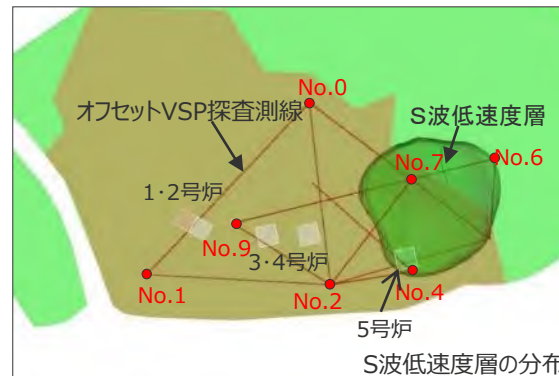 No.0
オフセットVSP探査測線
S波低速度層
No.7
No.6
1・2号炉
No.9
3・4号炉
No.1
No.2
No.4
5号炉
S波低速度層の分布